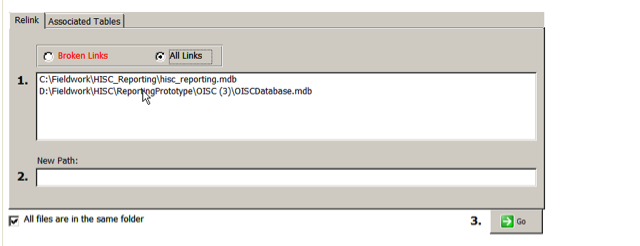 Relink Associated Tables
Broken Links All Links
1.
C:\Fieldwork\HISC_Reporting\hisc_reporting.mdb
D:\Fieldwork\HISC\ReportingPrototype\OISC (3)\OISCDatabase.mdb
New Path:
2.
All files are in the same folder 3. Go